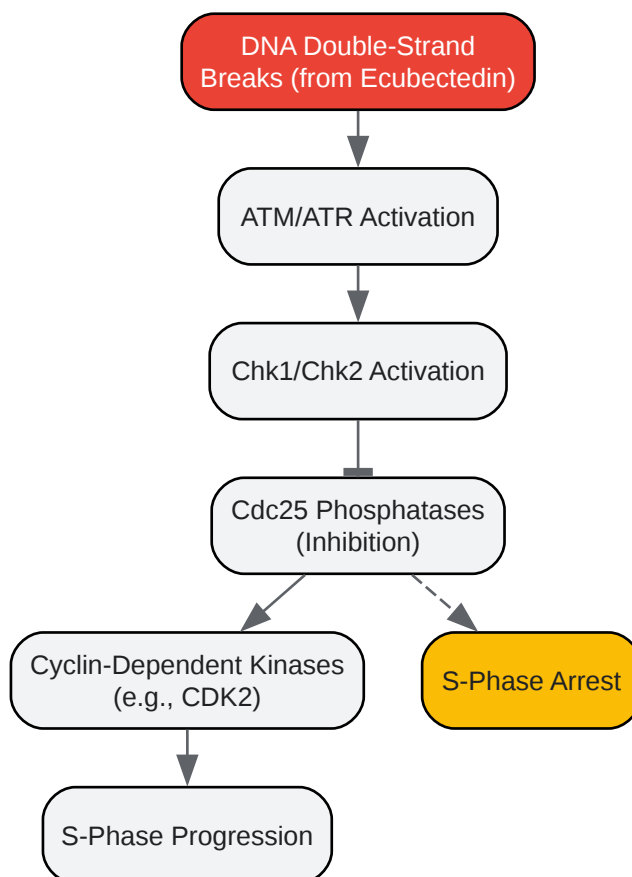 DNA Double-Strand
Breaks (from Ecubectedin)
ATM/ATR Activation
Chk1/Chk2 Activation
Cdc25 Phosphatases
(Inhibition)
Cyclin-Dependent Kinases
(e.g., CDK2)
S-Phase Arrest
S-Phase Progression